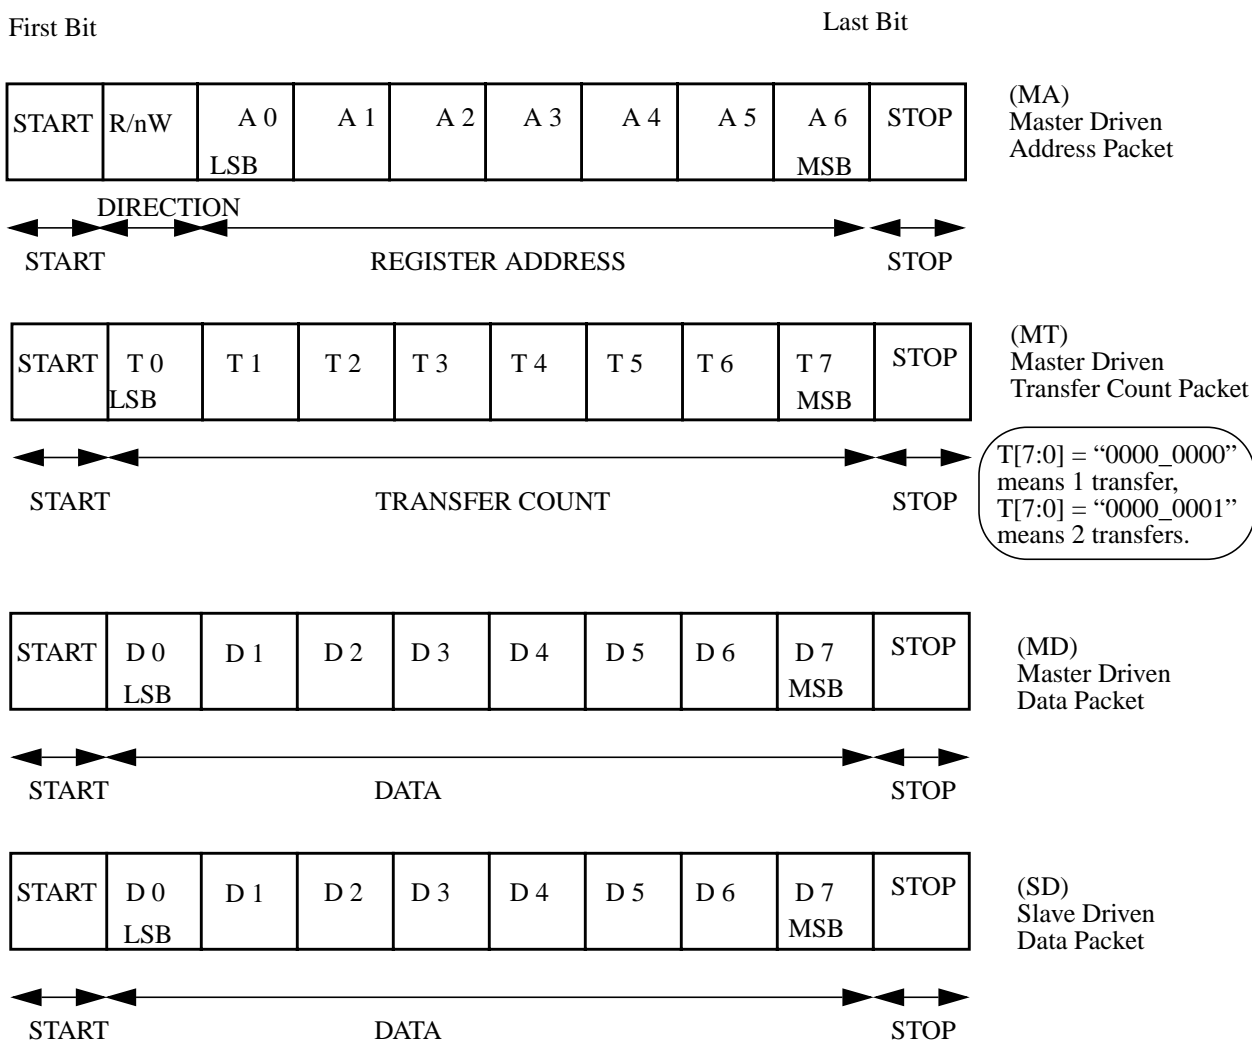 First Bit
Last Bit
START R/nW A 0 A 1 A 2 A 3 A 4 A 5 A 6 STOP
LSB MSB
(MA)
Master Driven
Address Packet
DIRECTION
START REGISTER ADDRESS STOP
START T 0 T 1 T 2 T 3 T 4 T 5 T 6 T 7 STOP
LSB MSB
(MT)
Master Driven
Transfer Count Packet
START TRANSFER COUNT STOP
T[7:0] = “0000_0000”
means 1 transfer,
T[7:0] = “0000_0001”
means 2 transfers.
START D 0 D 1 D 2 D 3 D 4 D 5 D 6 D 7 STOP
LSB MSB
(MD)
Master Driven
Data Packet
START DATA STOP
START D 0 D 1 D 2 D 3 D 4 D 5 D 6 D 7 STOP
LSB MSB
(SD)
Slave Driven
Data Packet
START DATA STOP